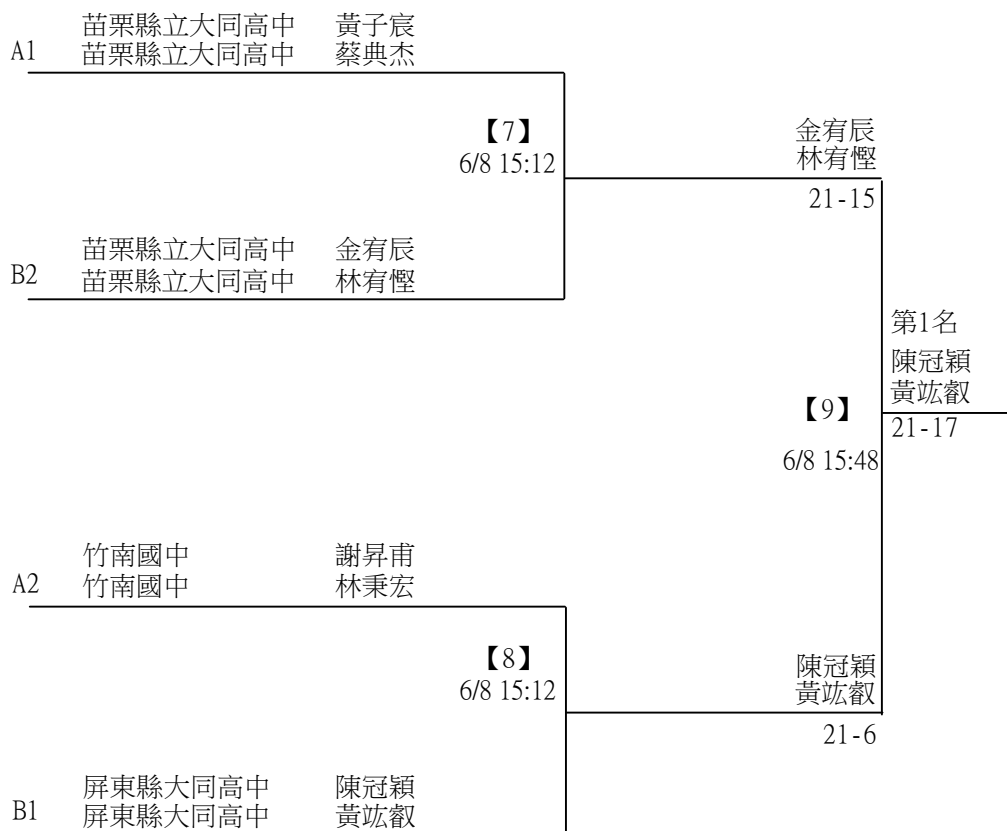 苗栗縣立大同高中 黃子宸
A1 苗栗縣立大同高中 蔡典杰
【7】
6/8 15:12
金宥辰
林宥慳
21-15
苗栗縣立大同高中 金宥辰
B2 苗栗縣立大同高中 林宥慳
第1名
陳冠穎
黃竑叡
【9】
21-17
6/8 15:48
竹南國中 謝昇甫
A2 竹南國中 林秉宏
【8】
6/8 15:12
陳冠穎
黃竑叡
21-6
屏東縣大同高中 陳冠穎
B1 屏東縣大同高中 黃竑叡